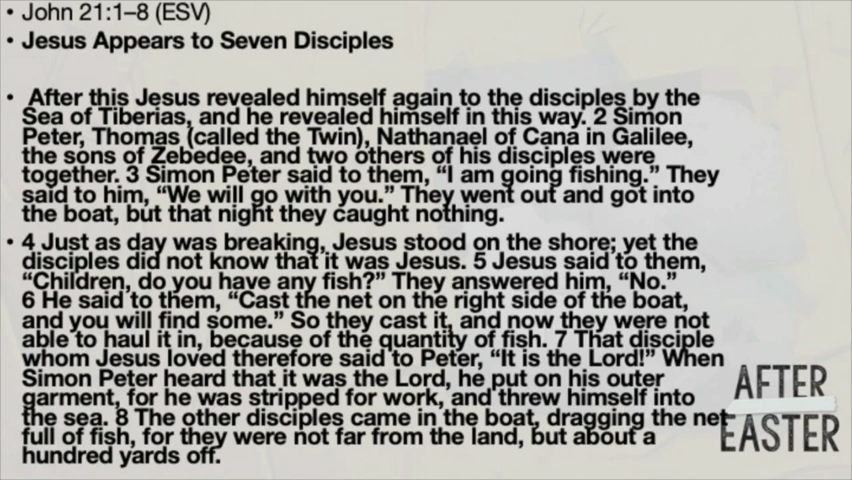 • John 21:1–8 (ESV)
• Jesus Appears to Seven Disciples
• After this Jesus revealed himself again to the disciples by the
Sea of Tiberias, and he revealed himself in this way. 2 Simon
Peter, Thomas (called the Twin), Nathanael of Cana in Galilee,
the sons of Zebedee, and two others of his disciples were
together. 3 Simon Peter said to them, “I am going fishing.” They
said to him, “We will go with you.” They went out and got into
the boat, but that night they caught nothing.
• 4 Just as day was breaking, Jesus stood on the shore; yet the
disciples did not know that it was Jesus. 5 Jesus said to them,
“Children, do you have any fish?” They answered him, “No.”
6 He said to them, “Cast the net on the right side of the boat,
and you will find some.” So they cast it, and now they were not
able to haul it in, because of the quantity of fish. 7 That disciple
whom Jesus loved therefore said to Peter, “It is the Lord!” When
Simon Peter heard that it was the Lord, he put on his outer
garment, for he was stripped for work, and threw himself into
the sea. 8 The other disciples came in the boat, dragging the net
full of fish, for they were not far from the land, but about a
hundred yards off.
AFTER
EASTER